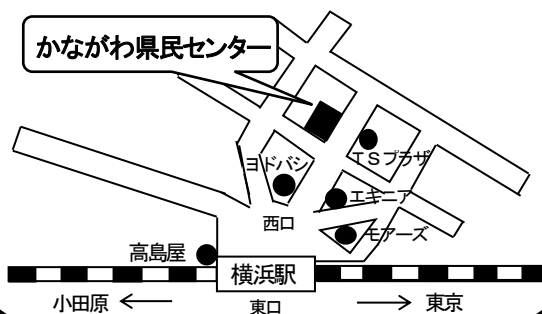 かながわ県民センター
ヨドバシ
TSプラザ
エキニア
西口
モアーズ
高島屋
横浜駅
小田原 ←
東口
→ 東京